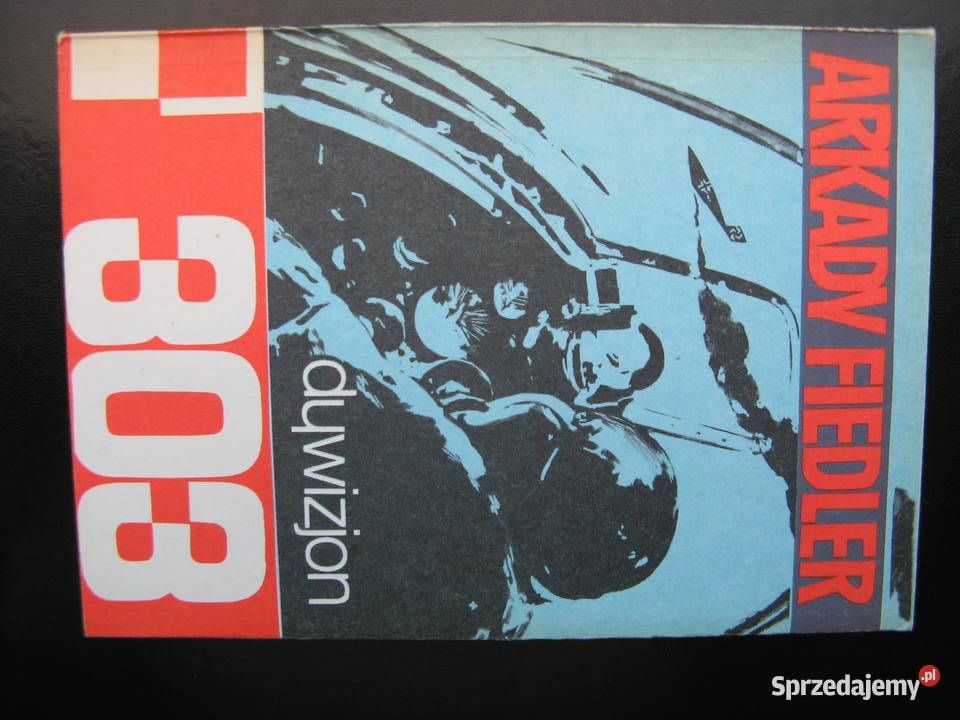 ARKADY FIEDLER
dywizjon
303
Sprzedajemy.pl